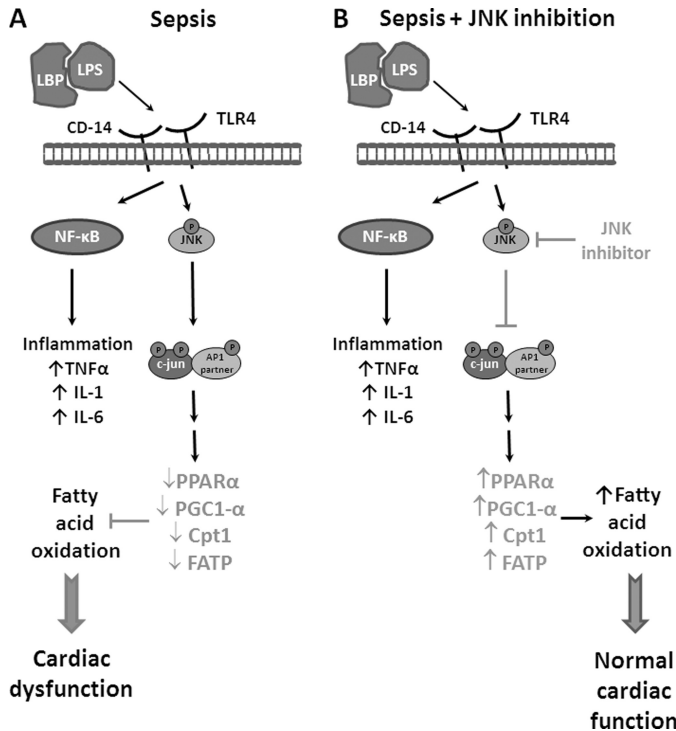 A
Sepsis
LBP
LPS
CD-14
TLR4
NF-κB
P
JNK
Inflammation
↑TNFα
↑ IL-1
↑ IL-6
P
P
P
c-jun
AP1
partner
↓PPARα
↓ PGC1-α
↓ Cpt1
↓ FATP
Fatty
acid
oxidation
Cardiac
dysfunction
B
Sepsis + JNK inhibition
LBP
LPS
CD-14
TLR4
NF-κB
P
JNK
JNK
inhibitor
Inflammation
↑TNFα
↑ IL-1
↑ IL-6
P
P
P
c-jun
AP1
partner
↑PPARα
↑PGC1-α
↑ Cpt1
↑ FATP
↑Fatty
acid
oxidation
Normal
cardiac
function